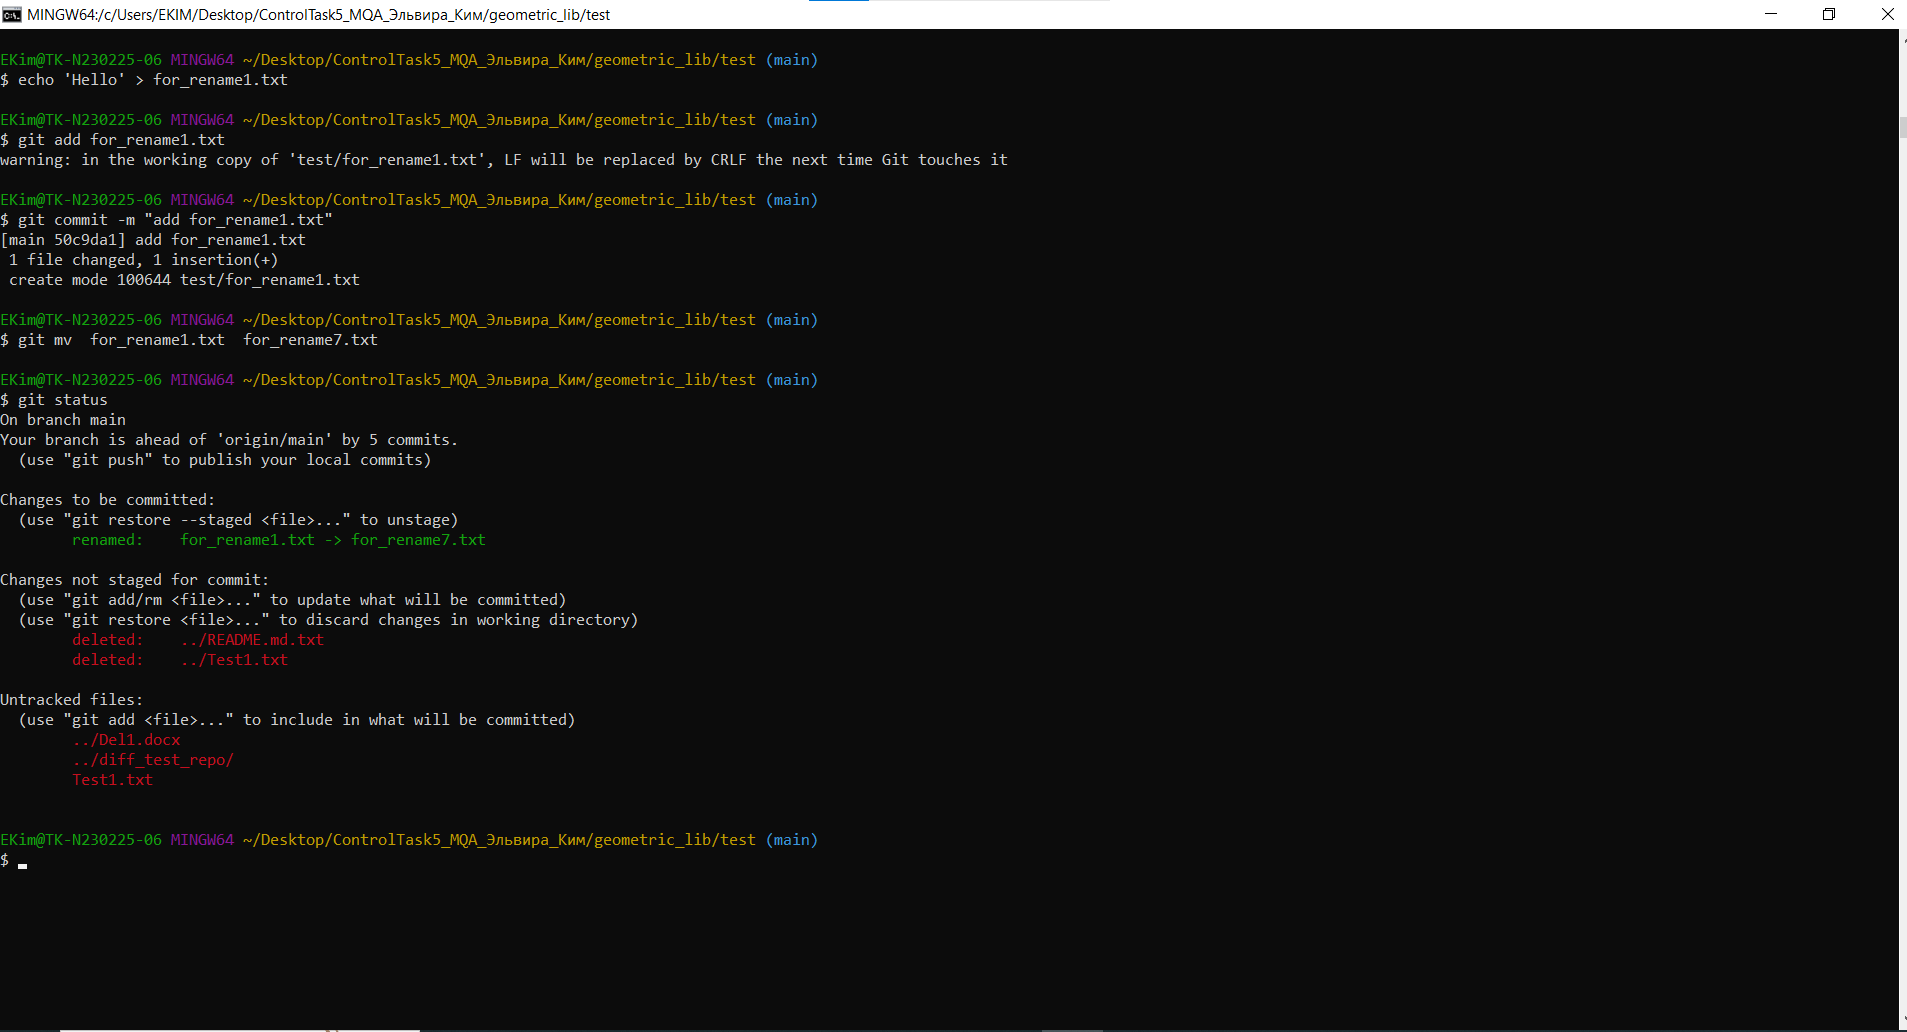 MINGW64:/c/Users/EKIM/Desktop/ControlTask5_MQA_Эльвира_Ким/geometric_lib/test
EKim@TK-N230225-06 MINGW64 ~/Desktop/ControlTask5_MQA_Эльвира_Ким/geometric_lib/test (main)
$ echo 'Hello' > for_rename1.txt
EKim@TK-N230225-06 MINGW64 ~/Desktop/ControlTask5_MQA_Эльвира_Ким/geometric_lib/test (main)
$ git add for_rename1.txt
warning: in the working copy of 'test/for_rename1.txt', LF will be replaced by CRLF the next time Git touches it
EKim@TK-N230225-06 MINGW64 ~/Desktop/ControlTask5_MQA_Эльвира_Ким/geometric_lib/test (main)
$ git commit -m "add for_rename1.txt"
[main 50c9da1] add for_rename1.txt
 1 file changed, 1 insertion(+)
 create mode 100644 test/for_rename1.txt
EKim@TK-N230225-06 MINGW64 ~/Desktop/ControlTask5_MQA_Эльвира_Ким/geometric_lib/test (main)
$ git mv  for_rename1.txt  for_rename7.txt
EKim@TK-N230225-06 MINGW64 ~/Desktop/ControlTask5_MQA_Эльвира_Ким/geometric_lib/test (main)
$ git status
On branch main
Your branch is ahead of 'origin/main' by 5 commits.
  (use "git push" to publish your local commits)
Changes to be committed:
  (use "git restore --staged <file>..." to unstage)
        renamed:    for_rename1.txt -> for_rename7.txt
Changes not staged for commit:
  (use "git add/rm <file>..." to update what will be committed)
  (use "git restore <file>..." to discard changes in working directory)
        deleted:    ../README.md.txt
        deleted:    ../Test1.txt
Untracked files:
  (use "git add <file>..." to include in what will be committed)
        ../Del1.docx
        ../diff_test_repo/
        Test1.txt
EKim@TK-N230225-06 MINGW64 ~/Desktop/ControlTask5_MQA_Эльвира_Ким/geometric_lib/test (main)
$